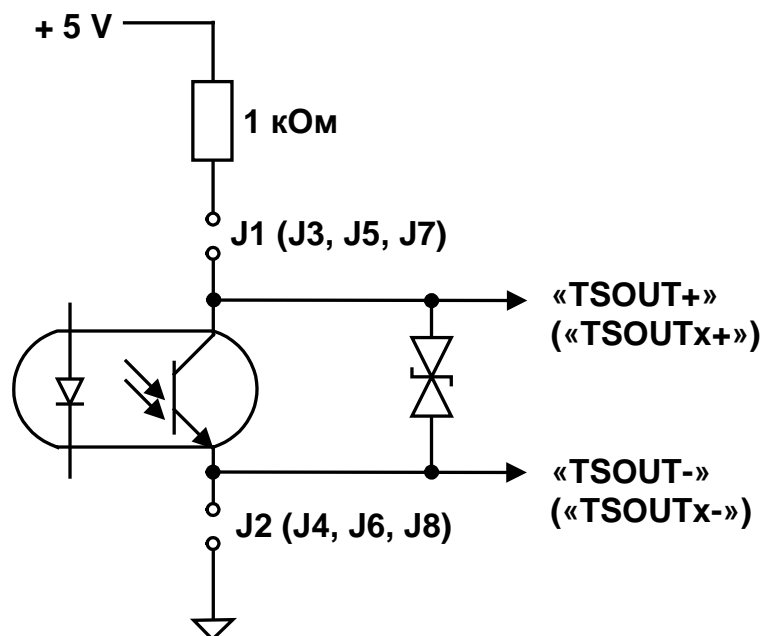 + 5 V
1 кОм
J1 (J3, J5, J7)
«TSOUT+»
(«TSOUTx+»)
«TSOUT-»
(«TSOUTx-»)
J2 (J4, J6, J8)